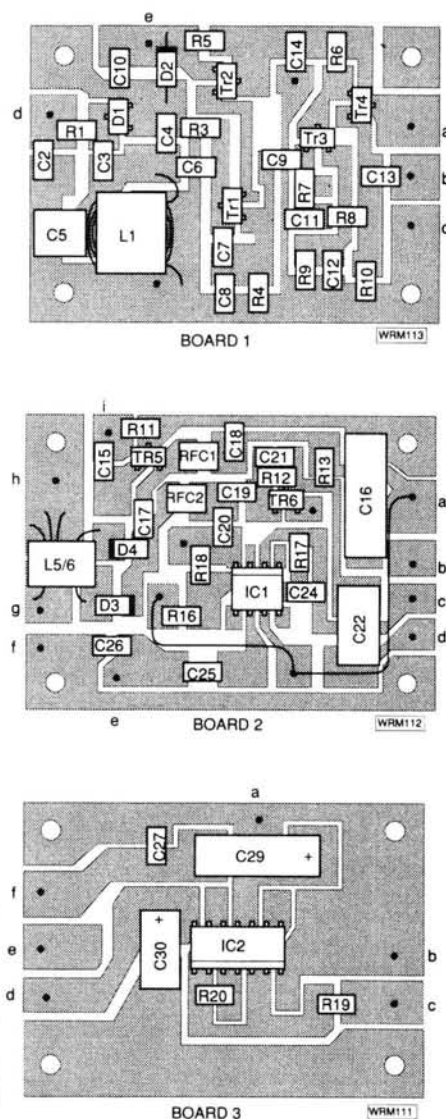 e
R5
C10
D2
C14
R6
Tr2
Tr4
d
D1
a
R1
C4
R3
Tr3
C2
C3
C6
C9
C13
b
R7
C5
L1
Tr1
C11
R8
c
C7
R9
C12
R10
C8
R4
BOARD 1
WRM113
i
R11
C18
C15
TR5
RFC1
C21
R13
h
R12
C16
RFC2
C19
TR6
a
C17
C20
D4
R17
L5/6
R18
IC1
b
C24
c
g
D3
R16
C22
d
f
C26
C25
e
BOARD 2
WRM112
a
C27
C29 +
f
+
C30
IC2
e
b
d
R20
R19
c
BOARD 3
WRM111